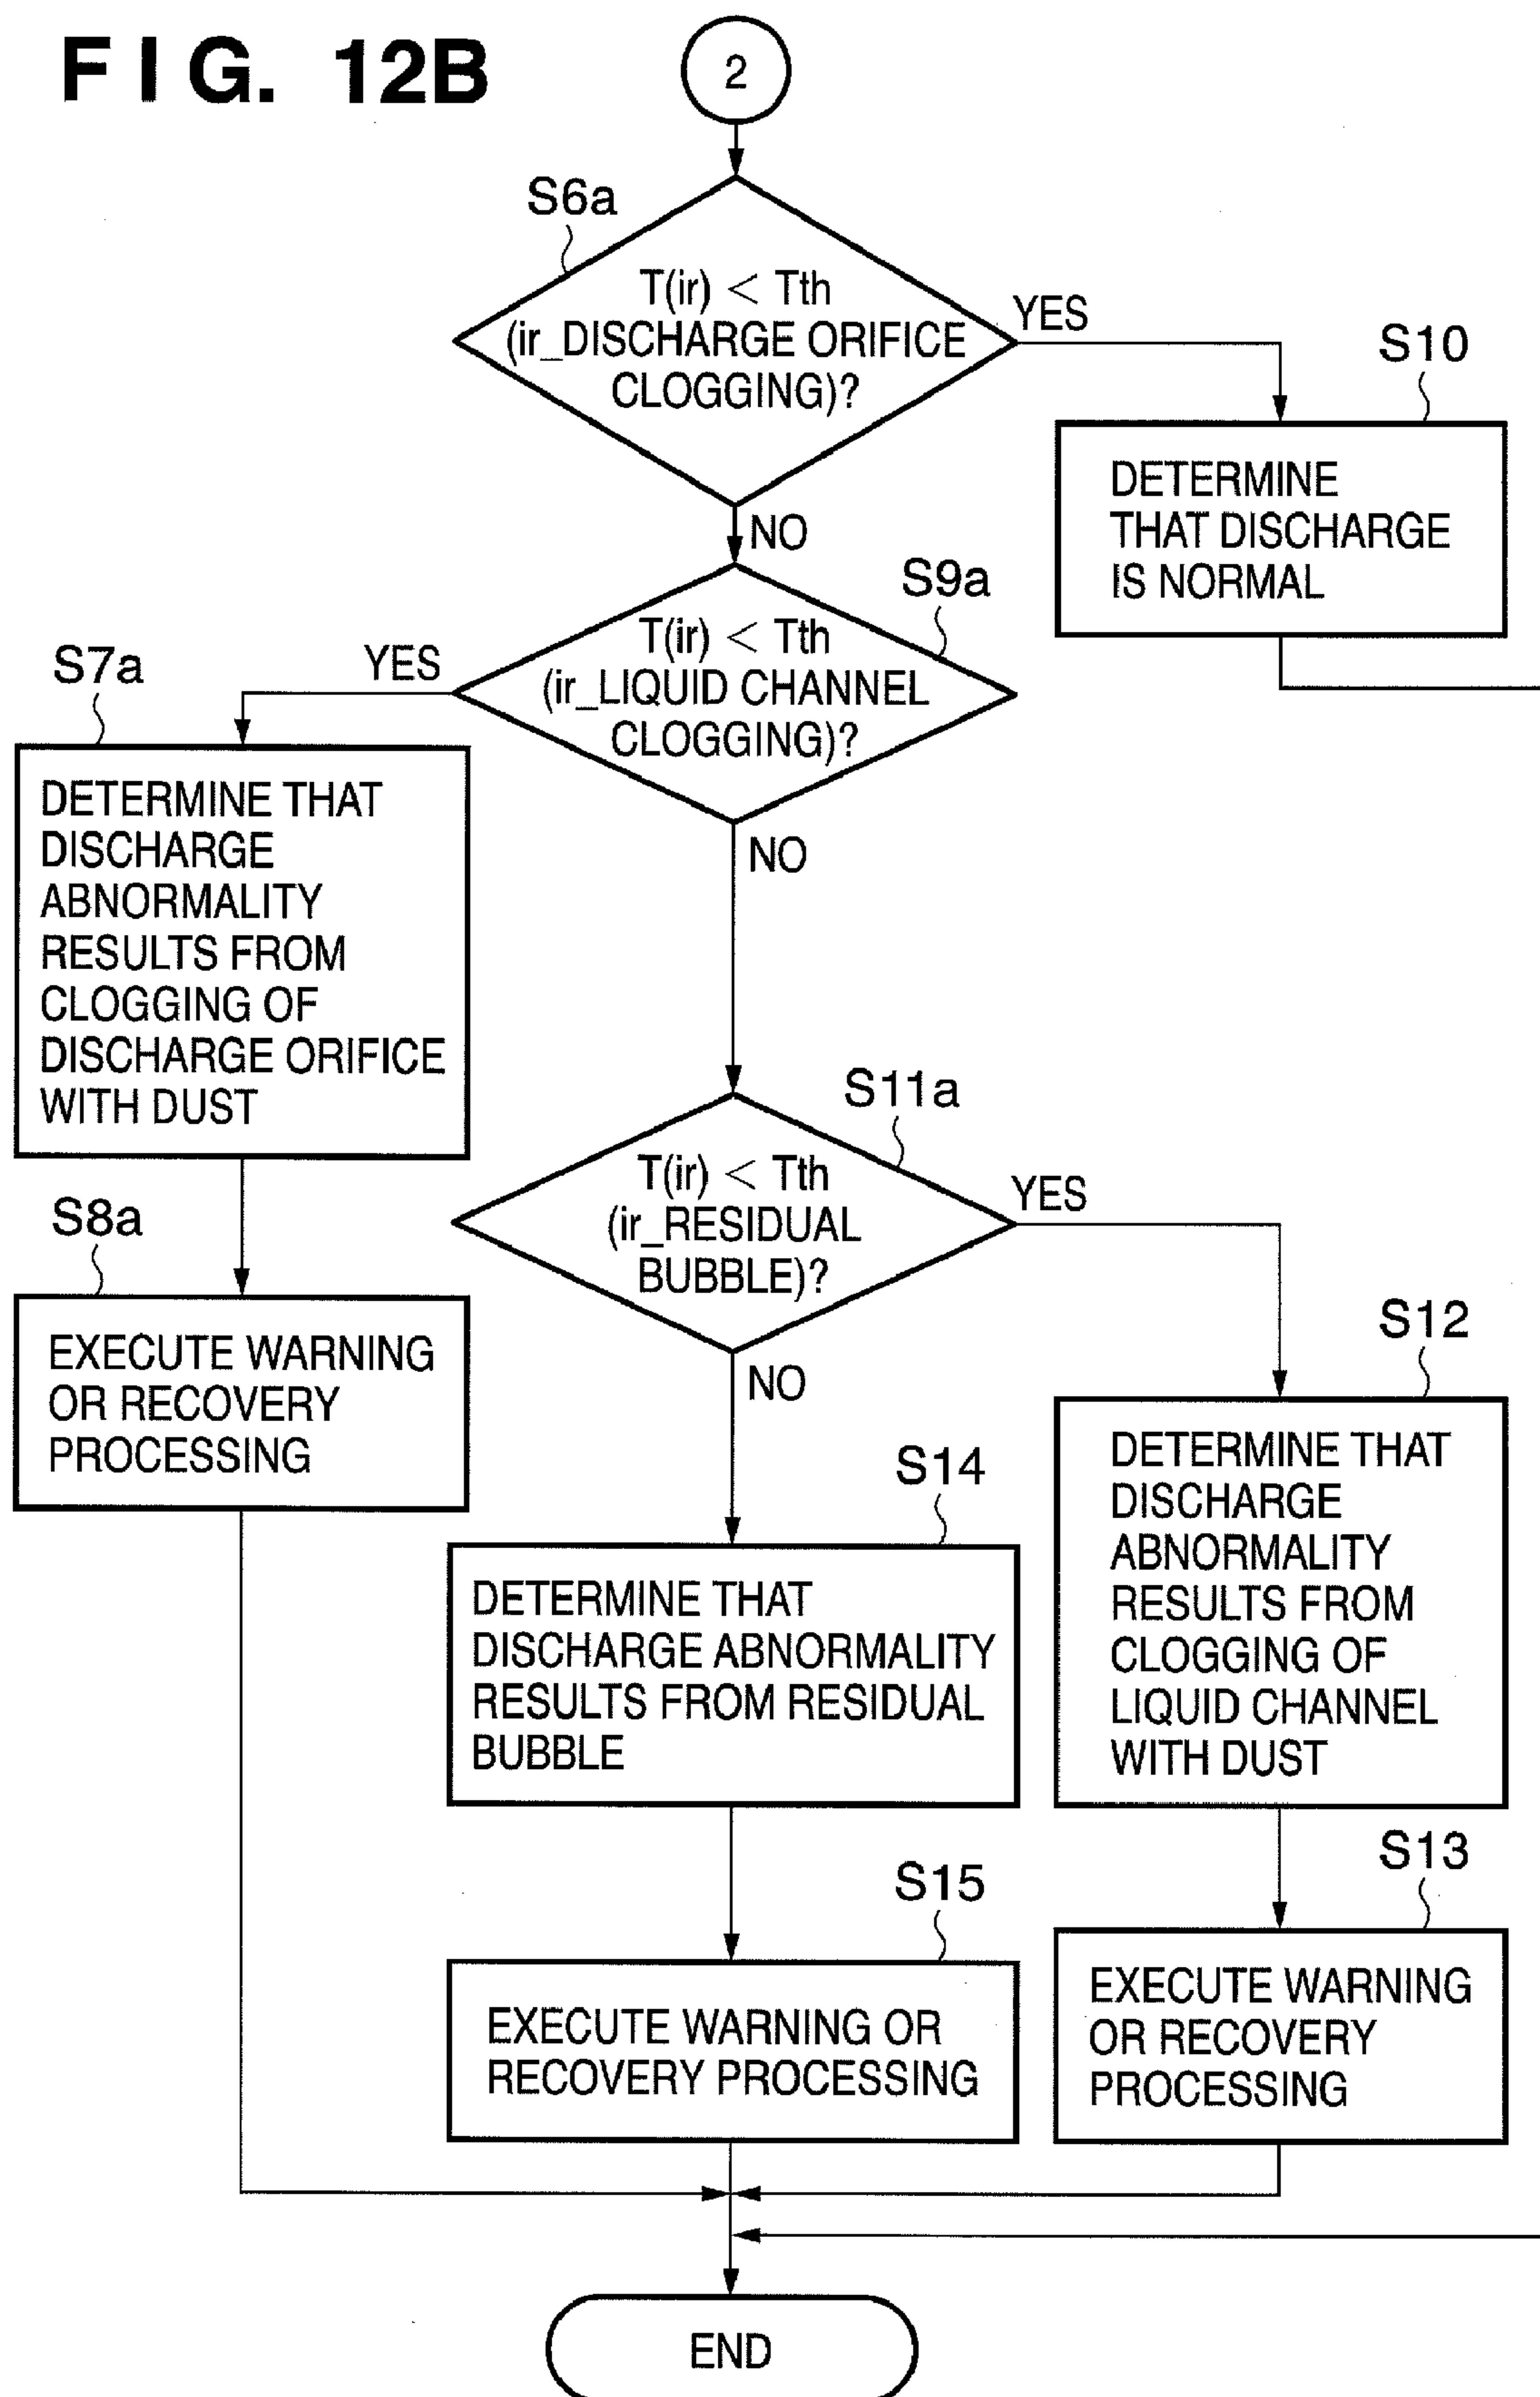 FIG. 12B
2
S6a
T(ir) < Tth
(ir_DISCHARGE ORIFICE
CLOGGING)?
YES
NO
S10
DETERMINE
THAT DISCHARGE
IS NORMAL
S9a
T(ir) < Tth
(ir_LIQUID CHANNEL
CLOGGING)?
YES
NO
S7a
DETERMINE THAT
DISCHARGE
ABNORMALITY
RESULTS FROM
CLOGGING OF
DISCHARGE ORIFICE
WITH DUST
S8a
EXECUTE WARNING
OR RECOVERY
PROCESSING
S11a
T(ir) < Tth
(ir_RESIDUAL
BUBBLE)?
YES
NO
S12
DETERMINE THAT
DISCHARGE
ABNORMALITY
RESULTS FROM
CLOGGING OF
LIQUID CHANNEL
WITH DUST
S14
DETERMINE THAT
DISCHARGE ABNORMALITY
RESULTS FROM RESIDUAL
BUBBLE
S13
EXECUTE WARNING
OR RECOVERY
PROCESSING
S15
EXECUTE WARNING OR
RECOVERY PROCESSING
END